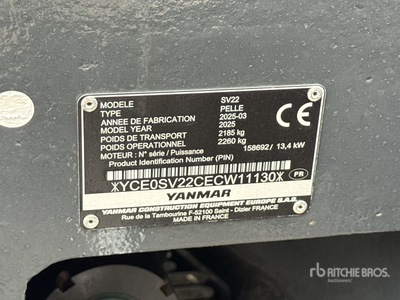 MODELE SV22
TYPE PELLE
ANNEE DE FABRICATION 2025-03
MODEL YEAR 2025
POIDS DE TRANSPORT 2185 kg
POIDS OPERATIONNEL 2260 kg
MOTEUR : N° série / Puissance 158692/ 13,4 kW
Product Identification Number (PIN)
CE
XYCE0SV22CECW11130X
FR
YANMAR
YANMAR CONSTRUCTION EQUIPMENT EUROPE S.A.S.
Rue de la Tambourine F-52100 Saint - Dizier FRANCE
MADE IN FRANCE
rb RITCHIE BROS.